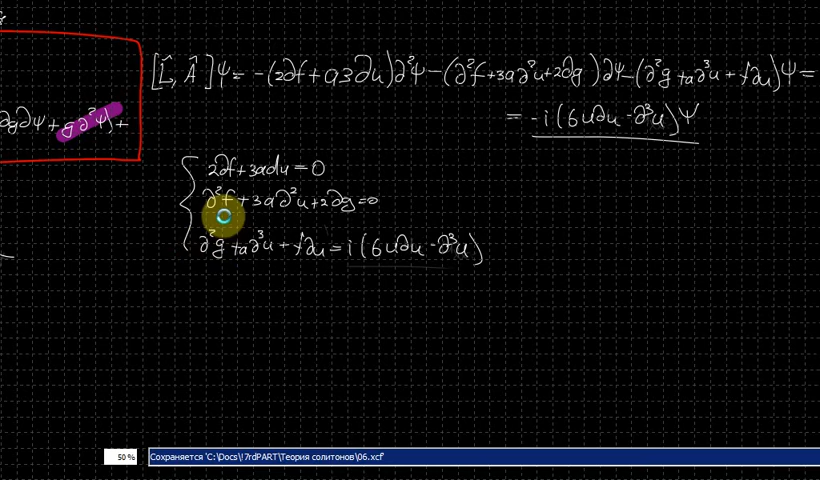 [L̂, Â]Ψ = -(2∂f+a3∂u)∂²Ψ-(∂²f+3a∂²u+2∂g)∂Ψ-(∂²g+a∂³u+f∂u)Ψ=
∂g∂Ψ+g∂²Ψ)+
= -i(6u∂u-∂³u)Ψ
2∂f+3a∂u=0
∂²f+3a∂²u+2∂g=0
∂²g+a∂³u+f∂u=i(6u∂u-∂³u)
50 %
Сохраняется 'C:\Docs\!7rdPART\Теория солитонов\06.xcf'